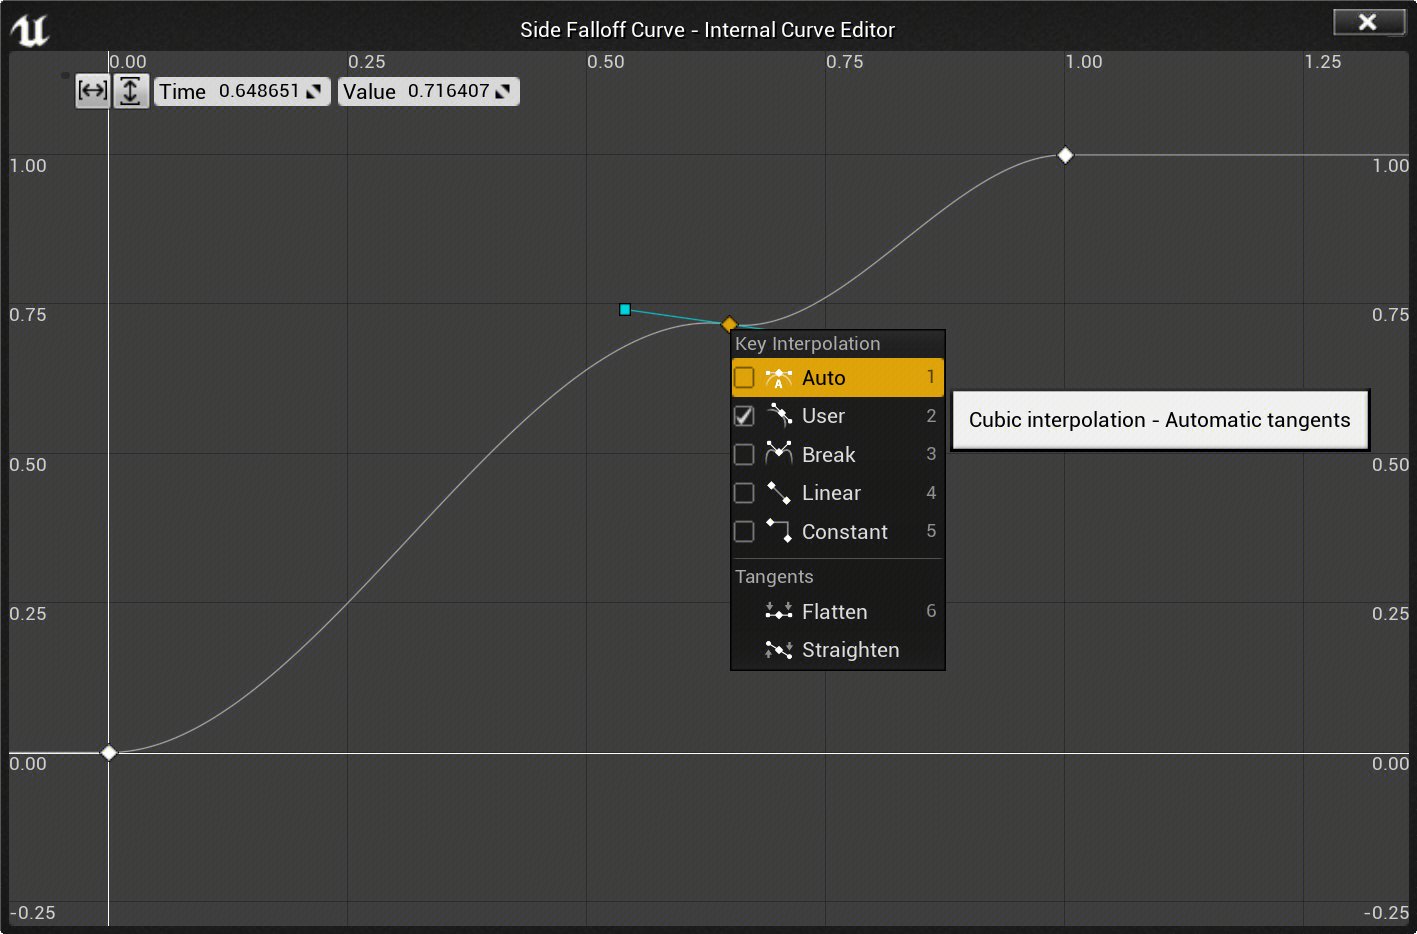 Side Falloff Curve - Internal Curve Editor
0.00 0.25 0.50 0.75 1.00 1.25
Time 0.648651 Value 0.716407
1.00 1.00
0.75 0.75
Key Interpolation
Auto 1
User 2
Cubic interpolation - Automatic tangents
Break 3
0.50 0.50
Linear 4
Constant 5
Tangents
0.25 Flatten 6 0.25
Straighten
0.00 0.00
-0.25 -0.25